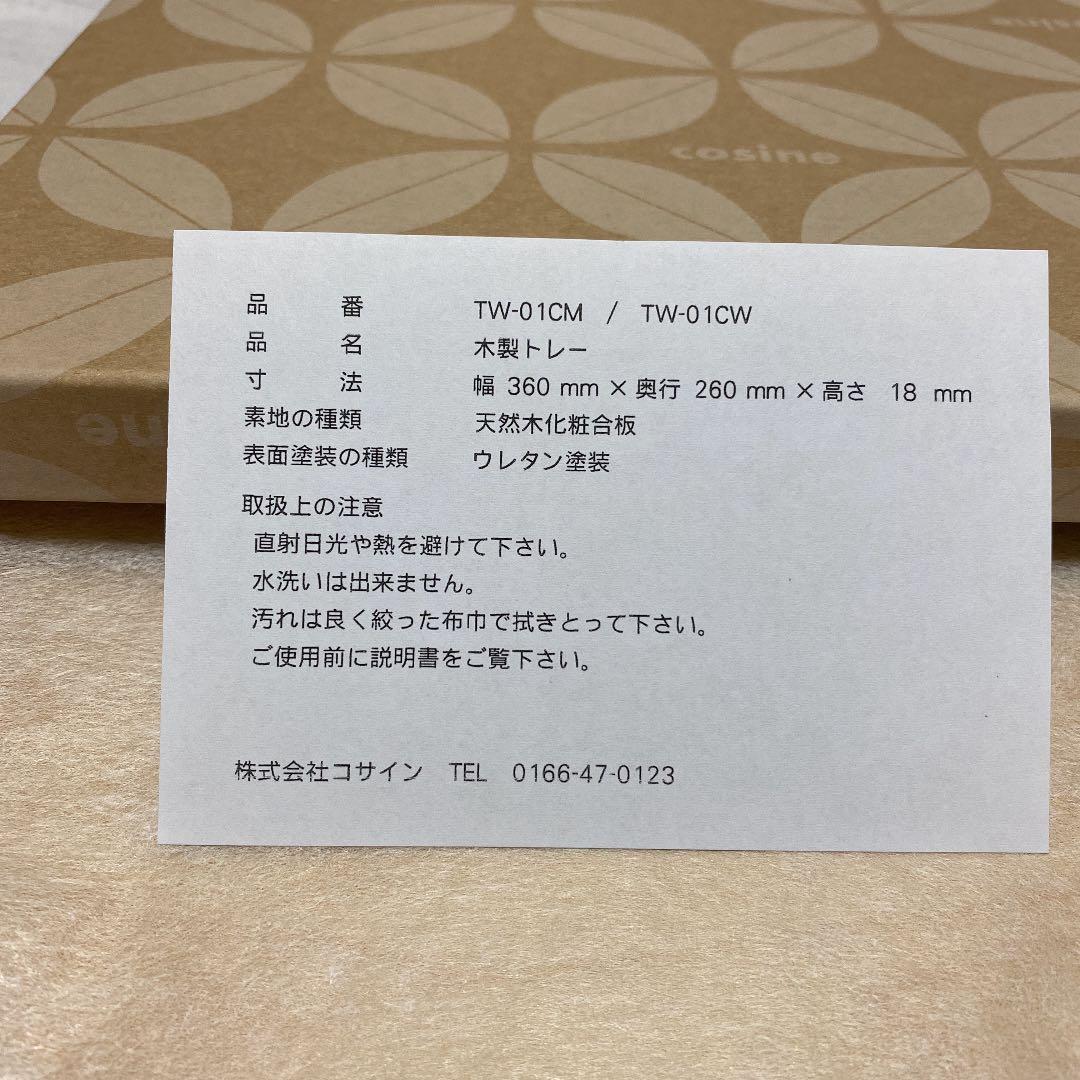 cosine
品番 TW-01CM / TW-01CW
品名 木製トレー
寸法 幅 360 mm × 奥行 260 mm × 高さ 18 mm
素地の種類 天然木化粧合板
表面塗装の種類 ウレタン塗装
取扱上の注意
直射日光や熱を避けて下さい。
水洗いは出来ません。
汚れは良く絞った布巾で拭きとって下さい。
ご使用前に説明書をご覧下さい。
株式会社コサイン TEL 0166-47-0123